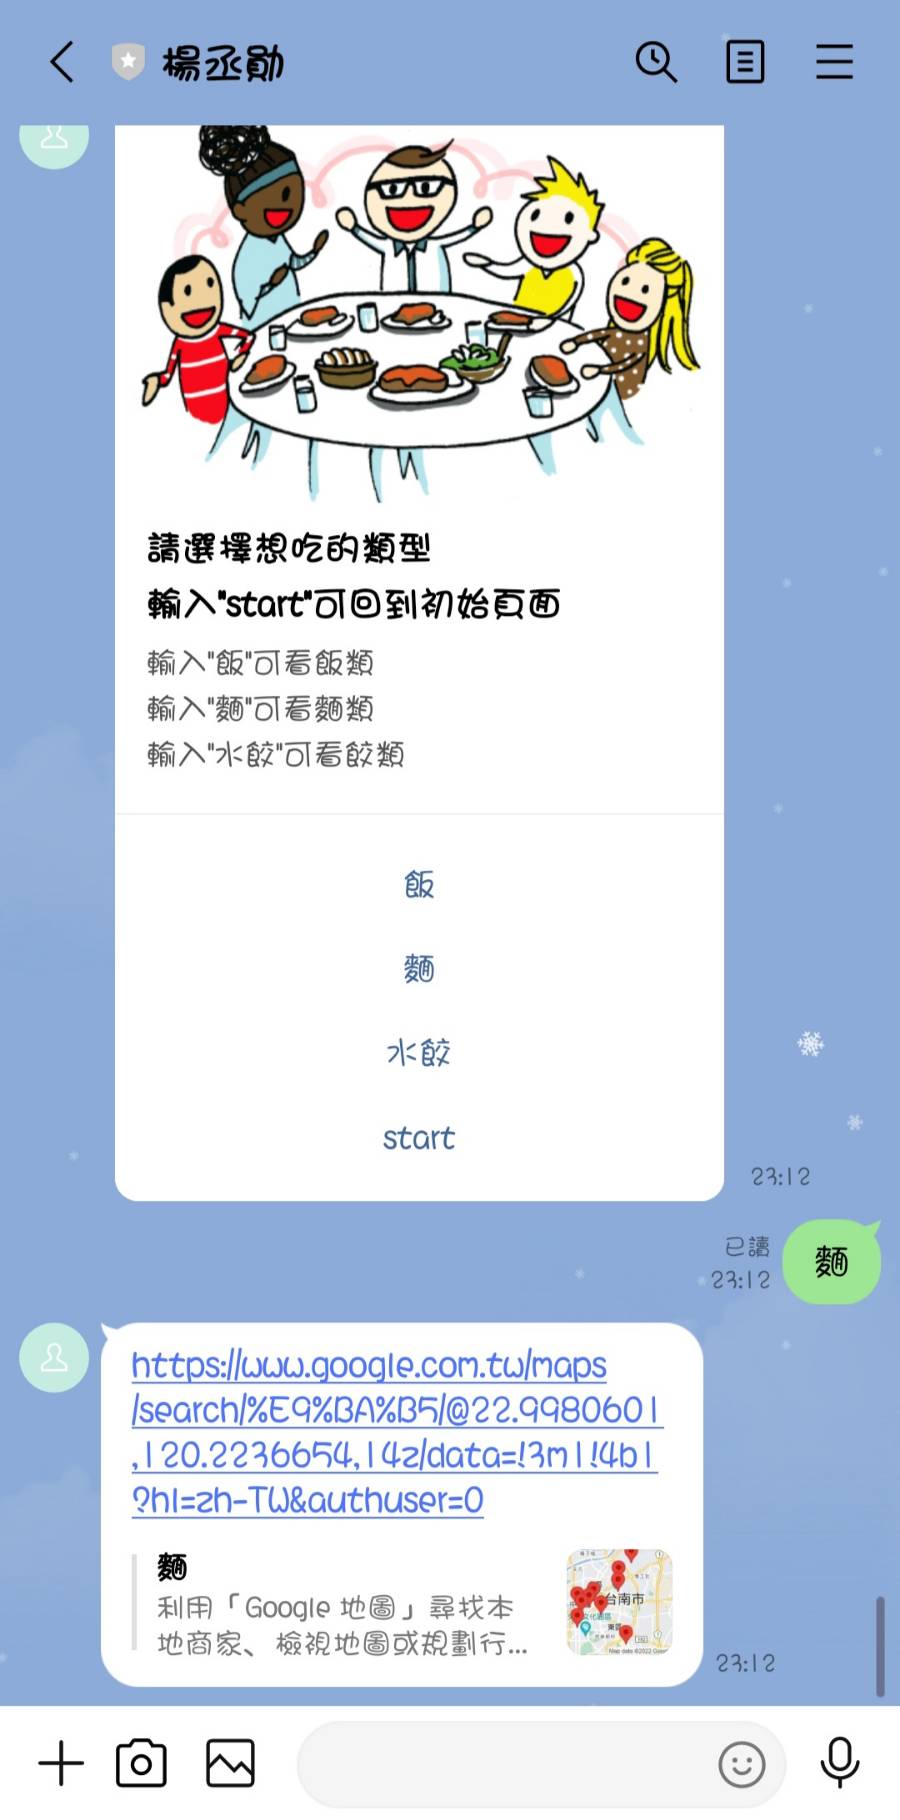 楊丞勛
請選擇想吃的類型
輸入"start"可回到初始頁面
輸入"飯"可看飯類
輸入"麵"可看麵類
輸入"水餃"可看餃類
飯
麵
水餃
start
23:12
已讀
23:12
麵
https://www.google.com.tw/maps
/search/%E9%BA%B5/@22.9980601
,120.2236654,14z/data=!3m1!4b1
?hl=zh-TW&authuser=0
麵
利用「Google 地圖」尋找本
地商家、檢視地圖或規劃行...
台南市
23:12